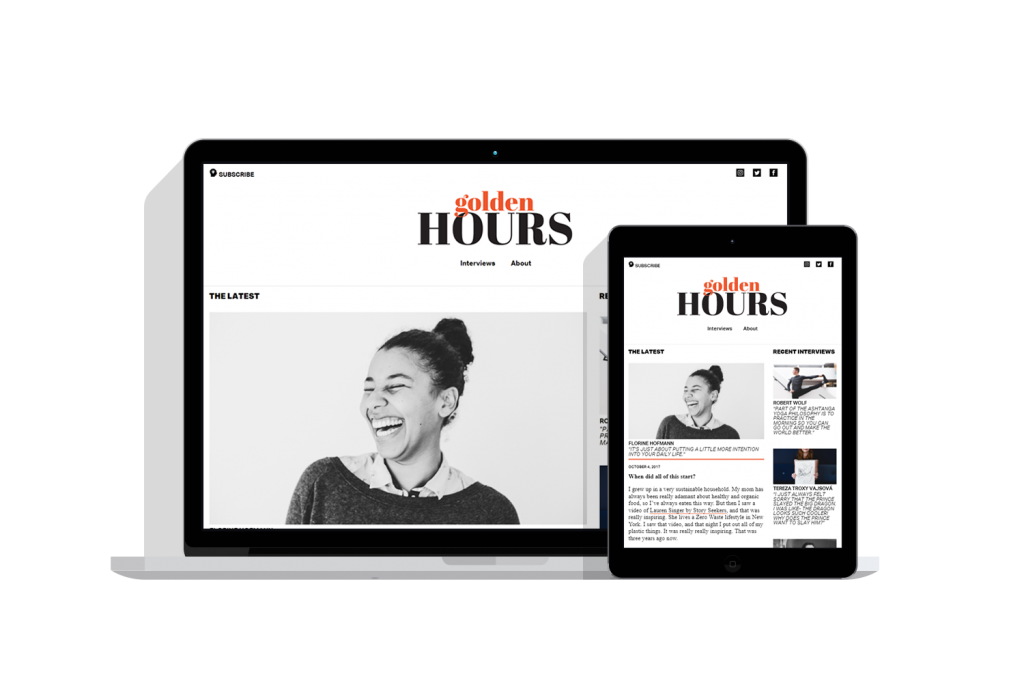 SUBSCRIBE
golden
HOURS
Interviews About
THE LATEST
RE
SUBSCRIBE
golden
HOURS
Interviews About
THE LATEST
FLORINE HOFMANN
"IT'S JUST ABOUT PUTTING A LITTLE MORE INTENTION
INTO YOUR DAILY LIFE."
OCTOBER 4, 2017
When did all of this start?
I grew up in a very sustainable household. My mom has
always been really adamant about healthy and organic
food, so I've always eaten this way. But then I saw a
video of Lauren Singer by Story Seekers, and that was
really inspiring. She lives a Zero Waste lifestyle in New
York. I saw that video, and that night I put out all of my
plastic things. It was really really inspiring. That was
three years ago now.
RECENT INTERVIEWS
ROBERT WOLF
"PART OF THE ASHTANGA
YOGA PHILOSOPHY IS TO
PRACTICE IN THE
MORNING SO YOU CAN
GO OUT AND MAKE THE
WORLD BETTER."
TEREZA TROXY VAJSOVÁ
"I JUST ALWAYS FELT
SORRY THAT THE PRINCE
SLAYED THE BIG DRAGON
I WAS LIKE- THE DRAGON
LOOKS SUCH COOLER!
WHY DOES THE PRINCE
WANT TO SLAY HIM?"